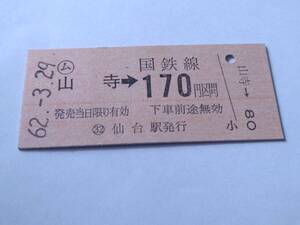 62.-3.29
㋮ 国鉄線
山寺➡170円区間
発売当日限り有効 下車前途無効
㉜ 仙台駅発行
山寺→
小 80